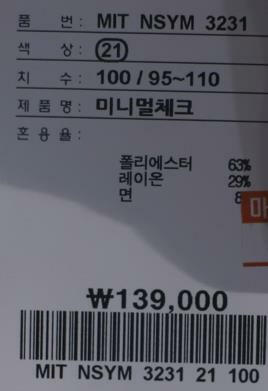 품 번 : MIT NSYM 3231
색 상 : 21
치 수 : 100 / 95~110
제 품 명 : 미니멀체크
혼 용 율 :
폴리에스터 63%
레이온 29%
면 8
₩139,000
MIT NSYM 3231 21 100